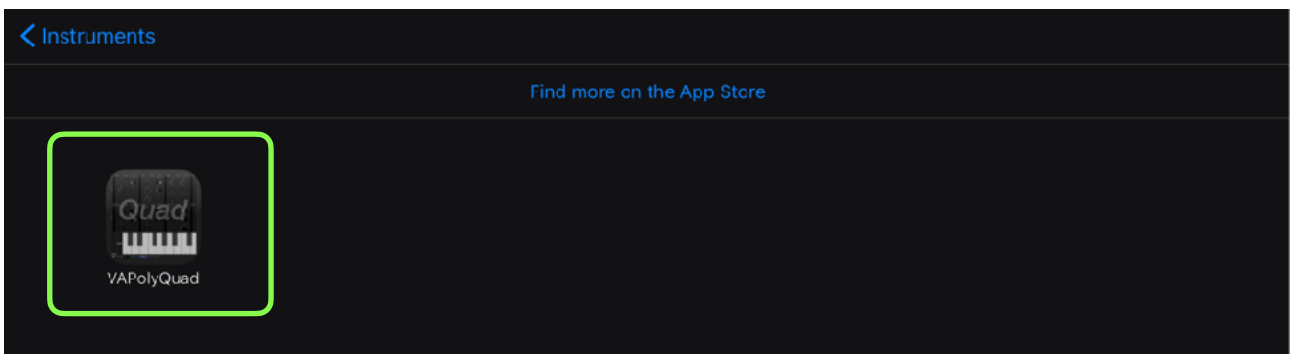 Instruments
Find more on the App Store
Quad
VAPolyQuad